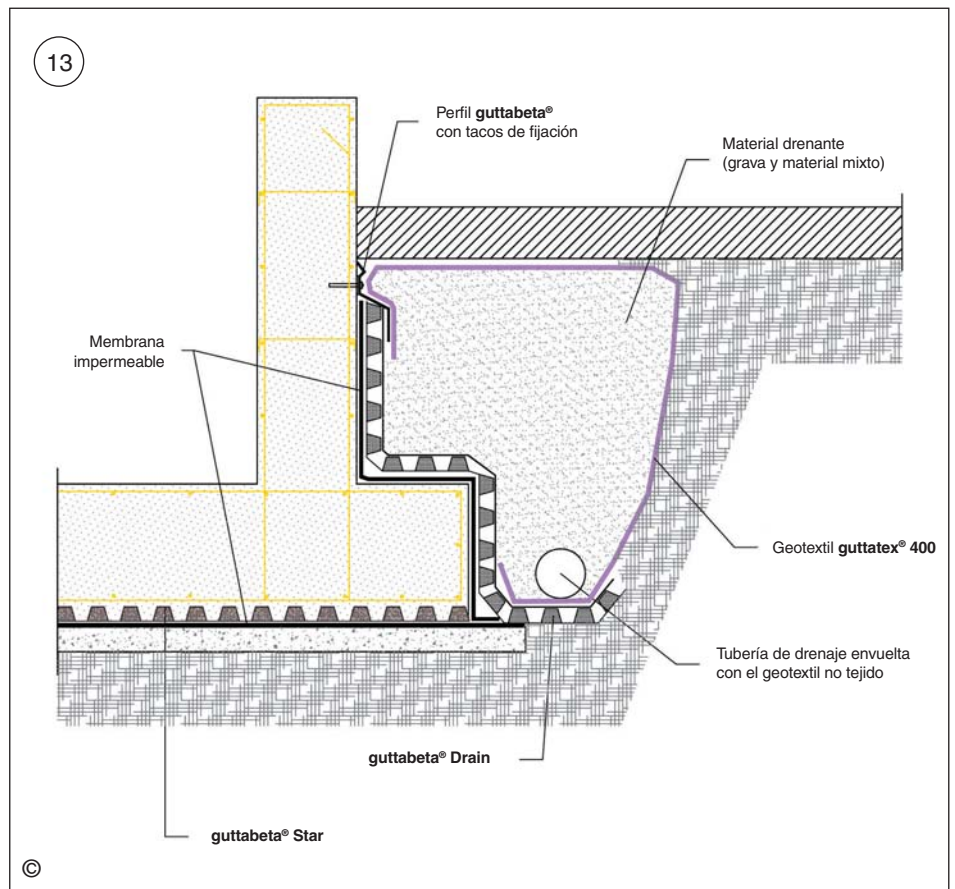 13
Perfil guttabeta®
con tacos de fijación
Material drenante
(grava y material mixto)
Membrana
impermeable
Geotextil guttatex® 400
Tubería de drenaje envuelta
con el geotextil no tejido
guttabeta® Drain
guttabeta® Star
©